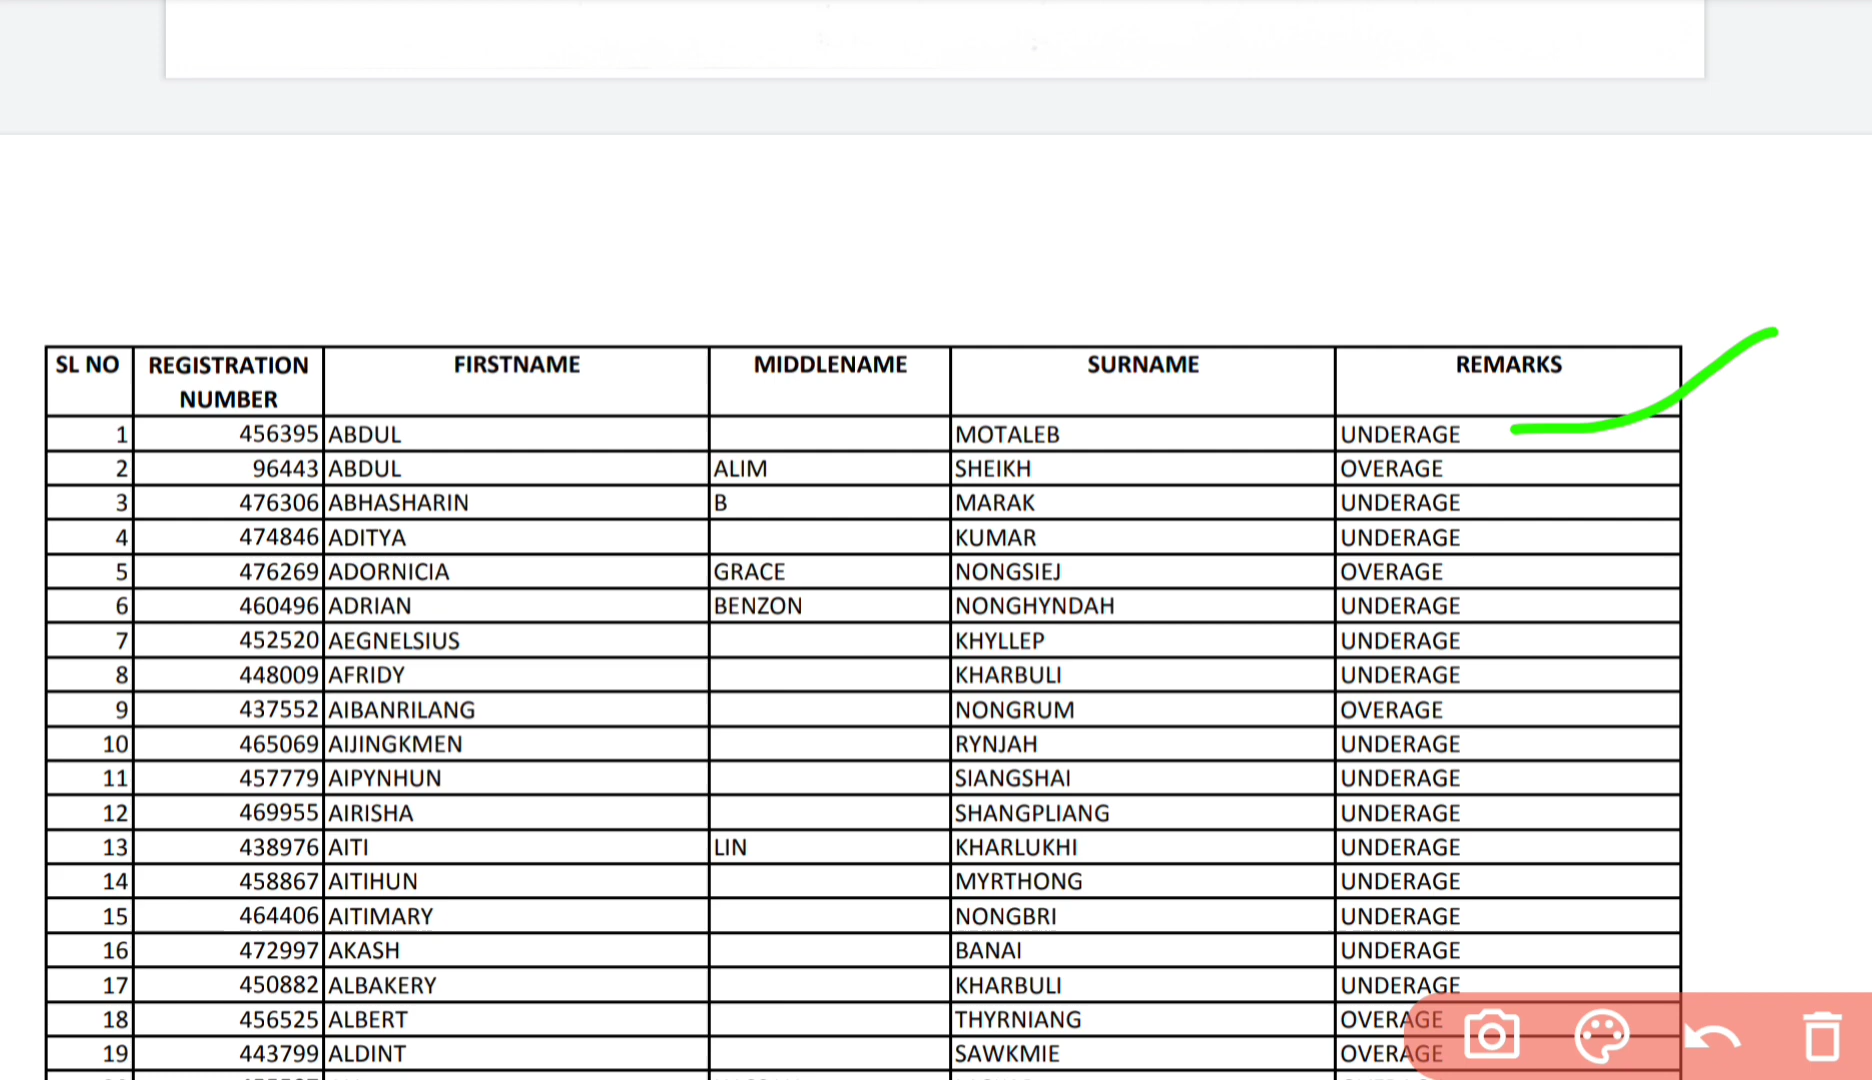 SL NO REGISTRATION NUMBER FIRSTNAME MIDDLENAME SURNAME REMARKS
1 456395 ABDUL MOTALEB UNDERAGE
2 96443 ABDUL ALIM SHEIKH OVERAGE
3 476306 ABHASHARIN B MARAK UNDERAGE
4 474846 ADITYA KUMAR UNDERAGE
5 476269 ADORNICIA GRACE NONGSIEJ OVERAGE
6 460496 ADRIAN BENZON NONGHYNDAH UNDERAGE
7 452520 AEGNELSIUS KHYLLEP UNDERAGE
8 448009 AFRIDY KHARBULI UNDERAGE
9 437552 AIBANRILANG NONGRUM OVERAGE
10 465069 AIJINGKMEN RYNJAH UNDERAGE
11 457779 AIPYNHUN SIANGSHAI UNDERAGE
12 469955 AIRISHA SHANGPLIANG UNDERAGE
13 438976 AITI LIN KHARLUKHI UNDERAGE
14 458867 AITIHUN MYRTHONG UNDERAGE
15 464406 AITIMARY NONGBRI UNDERAGE
16 472997 AKASH BANAI UNDERAGE
17 450882 ALBAKERY KHARBULI UNDERAGE
18 456525 ALBERT THYRNIANG OVERAGE
19 443799 ALDINT SAWKMIE OVERAGE